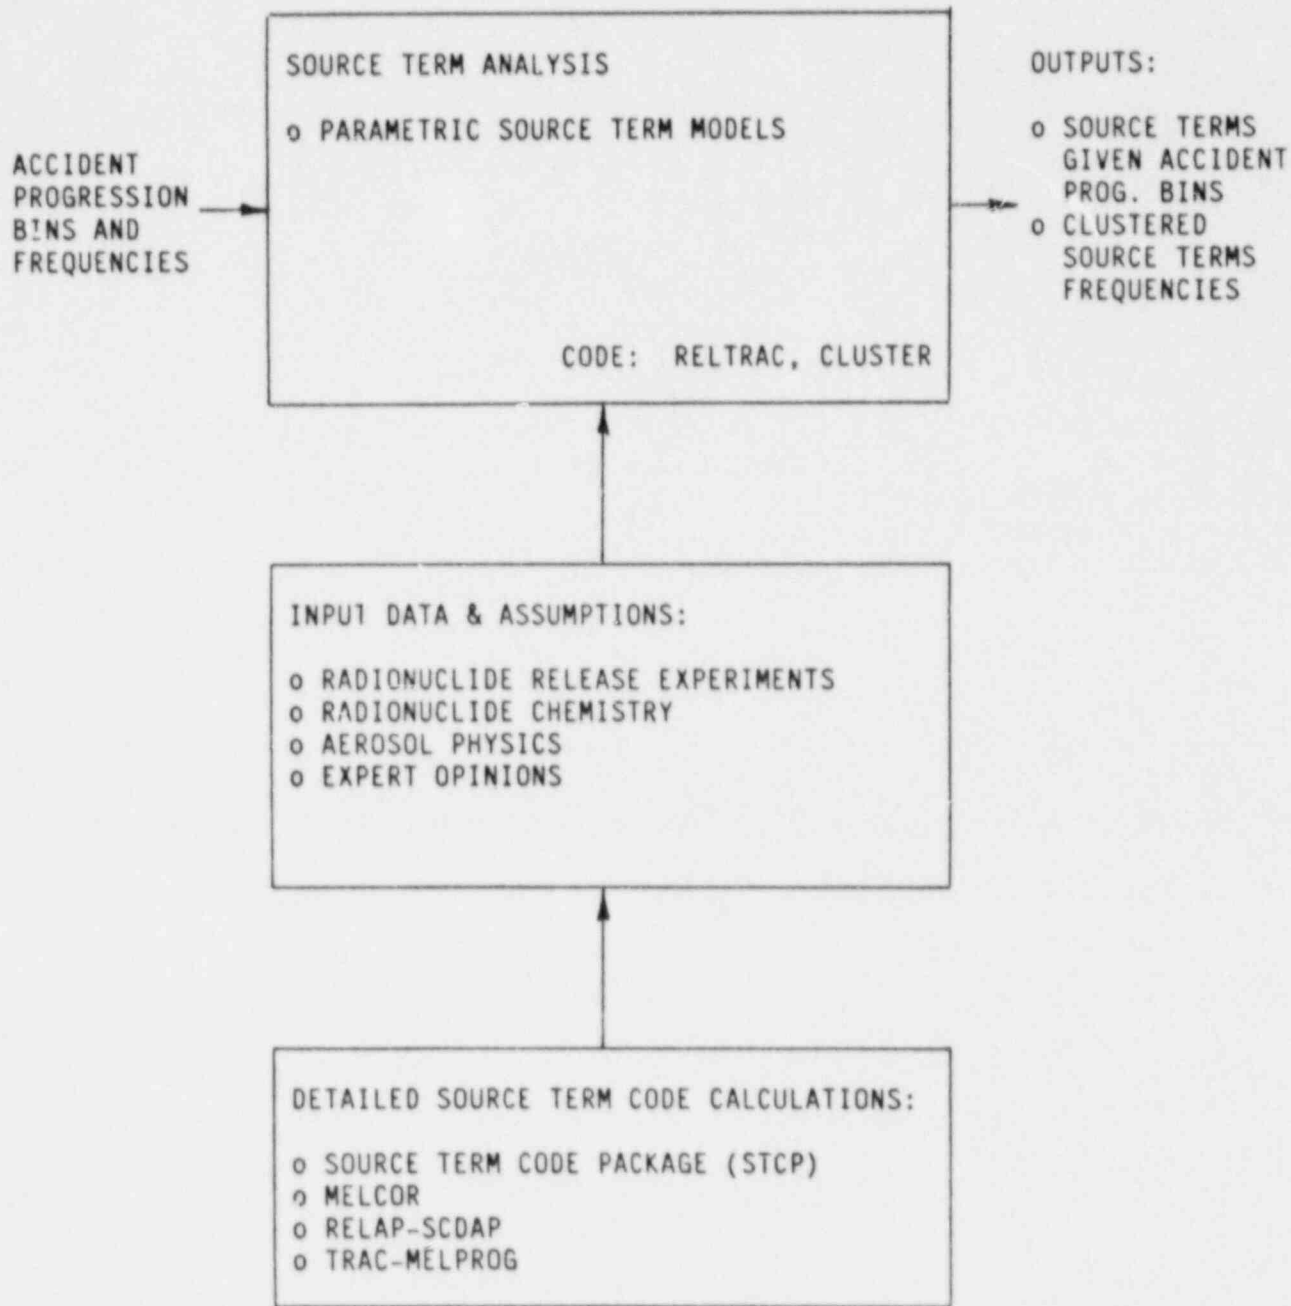 SOURCE TERM ANALYSIS
o PARAMETRIC SOURCE TERM MODELS
CODE: RELTRAC, CLUSTER
ACCIDENT
PROGRESSION
BINS AND
FREQUENCIES
OUTPUTS:
o SOURCE TERMS
GIVEN ACCIDENT
PROG. BINS
o CLUSTERED
SOURCE TERMS
FREQUENCIES
INPUT DATA & ASSUMPTIONS:
o RADIONUCLIDE RELEASE EXPERIMENTS
o RADIONUCLIDE CHEMISTRY
o AEROSOL PHYSICS
o EXPERT OPINIONS
DETAILED SOURCE TERM CODE CALCULATIONS:
o SOURCE TERM CODE PACKAGE (STCP)
o MELCOR
o RELAP-SCDAP
o TRAC-MELPROG